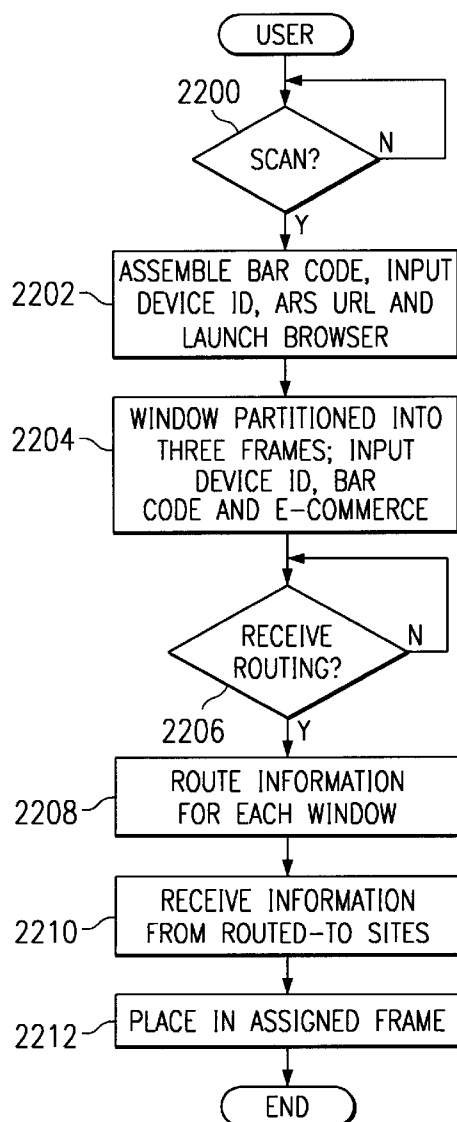 USER
2200
SCAN?
N
Y
2202
ASSEMBLE BAR CODE, INPUT
DEVICE ID, ARS URL AND
LAUNCH BROWSER
2204
WINDOW PARTITIONED INTO
THREE FRAMES; INPUT
DEVICE ID, BAR
CODE AND E-COMMERCE
RECEIVE
ROUTING?
N
2206
Y
2208
ROUTE INFORMATION
FOR EACH WINDOW
2210
RECEIVE INFORMATION
FROM ROUTED-TO SITES
2212
PLACE IN ASSIGNED FRAME
END